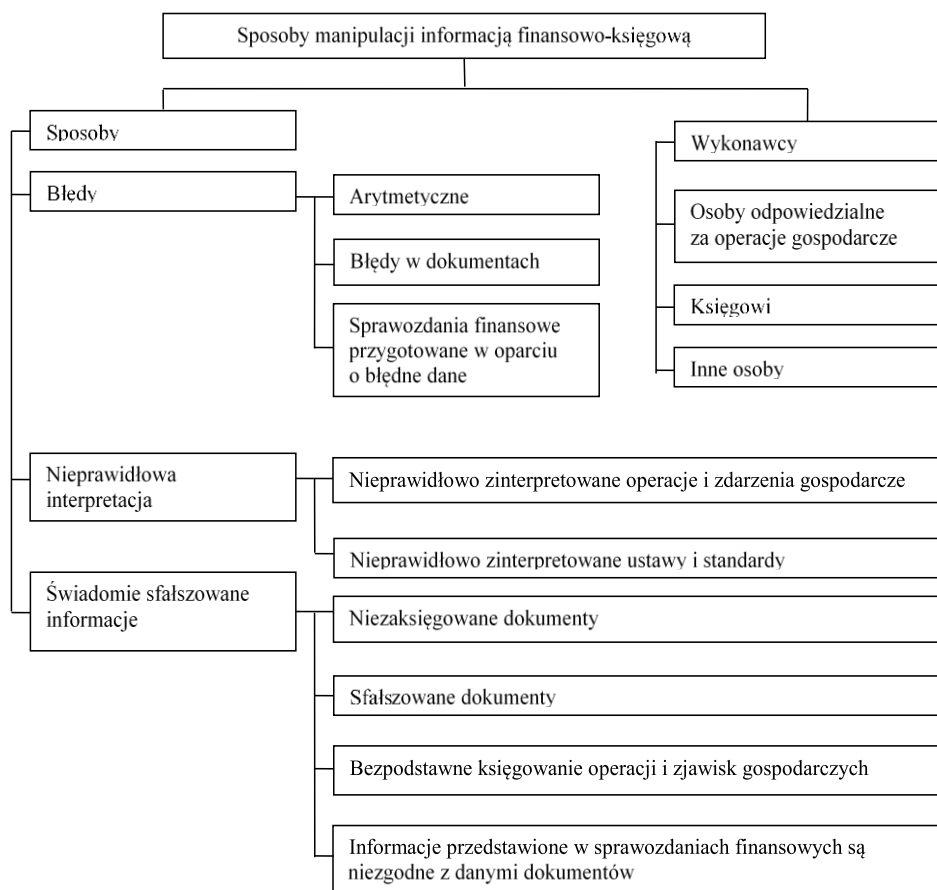 Sposoby manipulacji informacją finansowo-księgową
Sposoby
Błędy
Arytmetyczne
Błędy w dokumentach
Sprawozdania finansowe
przygotowane w oparciu
o błędne dane
Wykonawcy
Osoby odpowiedzialne
za operacje gospodarcze
Księgowi
Inne osoby
Nieprawidłowa
interpretacja
Nieprawidłowo zinterpretowane operacje i zdarzenia gospodarcze
Nieprawidłowo zinterpretowane ustawy i standardy
Świadomie sfałszowane
informacje
Niezaksięgowane dokumenty
Sfałszowane dokumenty
Bezpodstawne księgowanie operacji i zjawisk gospodarczych
Informacje przedstawione w sprawozdaniach finansowych są
niezgodne z danymi dokumentów